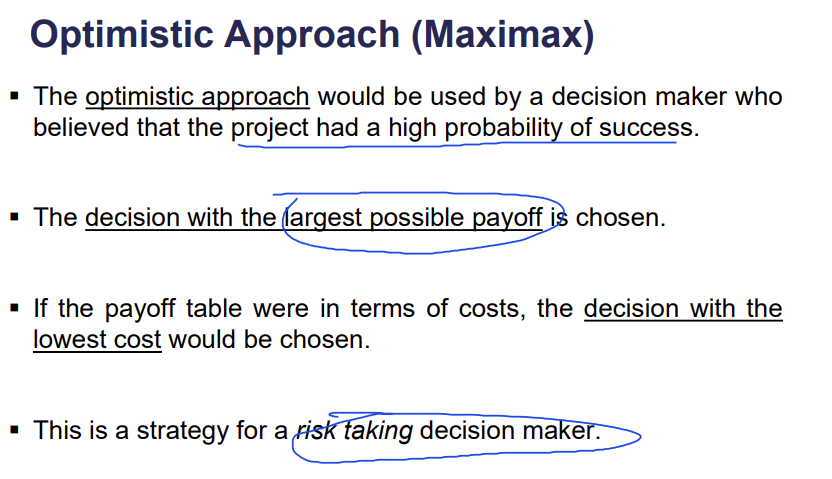 Optimistic Approach (Maximax)
▪ The optimistic approach would be used by a decision maker who
believed that the project had a high probability of success.
▪ The decision with the largest possible payoff is chosen.
▪ If the payoff table were in terms of costs, the decision with the
lowest cost would be chosen.
▪ This is a strategy for a risk taking decision maker.